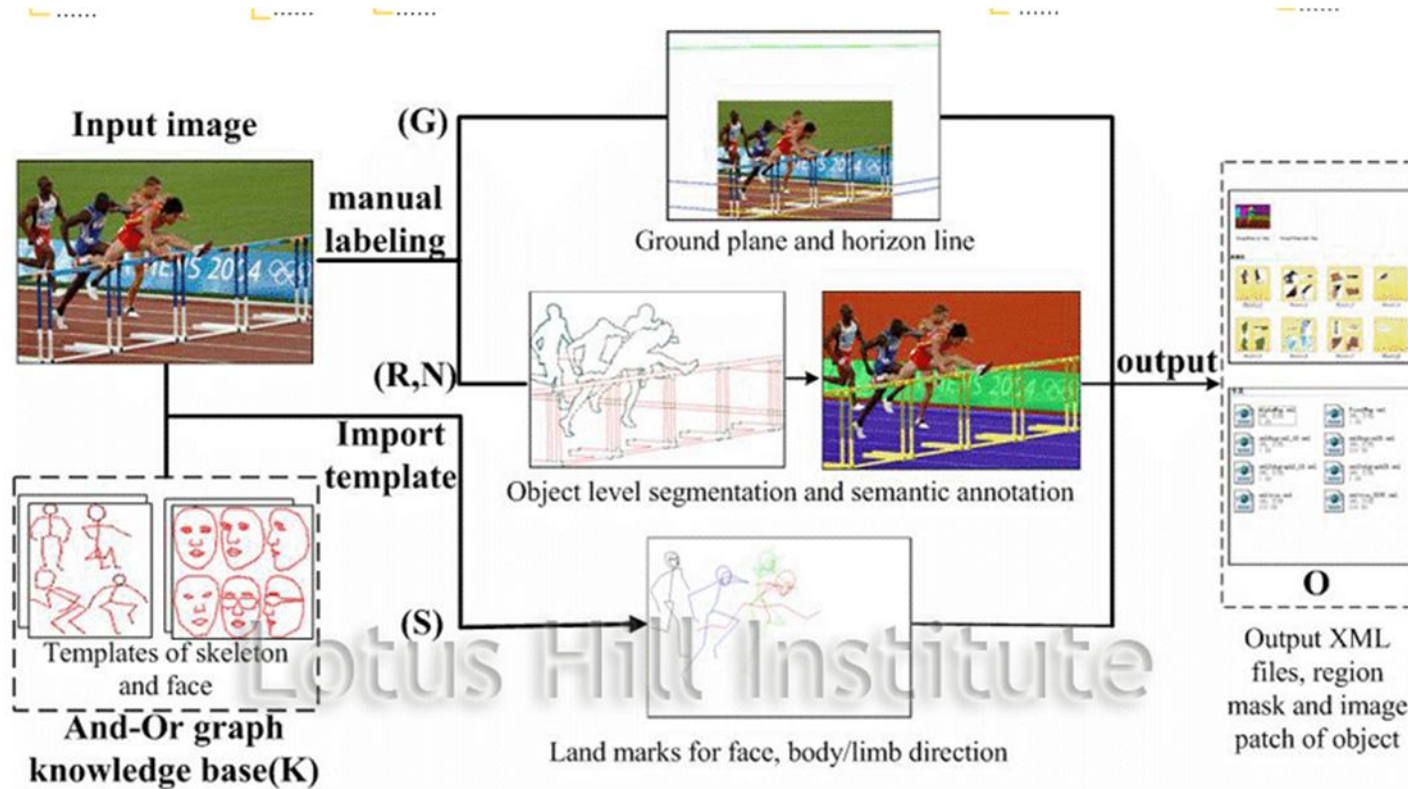 ......
......
......
......
......
Input image
(G)
manual
labeling
Ground plane and horizon line
(R,N)
output
Import
template
Object level segmentation and semantic annotation
(S)
O
Templates of skeleton
and face
Lotus Hill Institute
Output XML
files, region
mask and image
patch of object
And-Or graph
knowledge base(K)
Land marks for face, body/limb direction